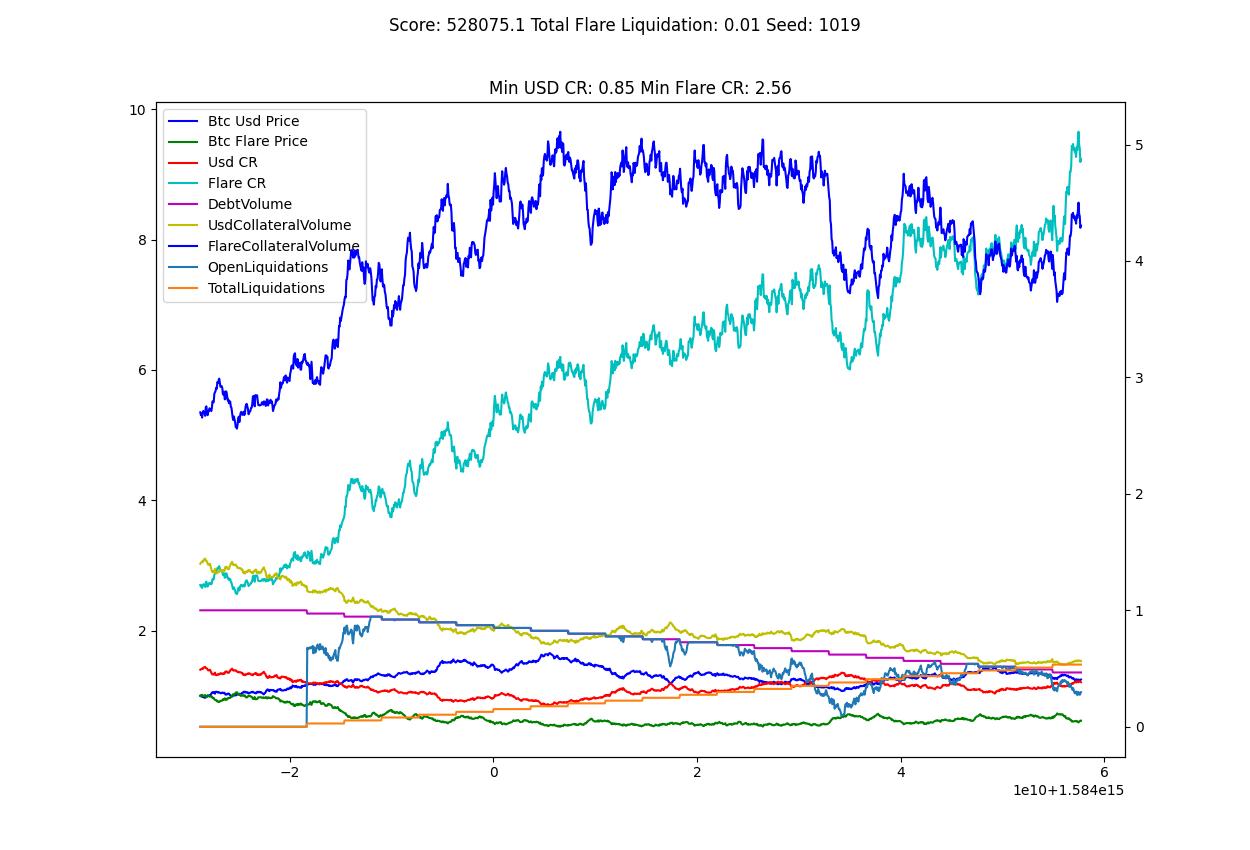 Score: 528075.1 Total Flare Liquidation: 0.01 Seed: 1019
Min USD CR: 0.85 Min Flare CR: 2.56
Btc Usd Price
Btc Flare Price
Usd CR
Flare CR
DebtVolume
UsdCollateralVolume
FlareCollateralVolume
OpenLiquidations
TotalLiquidations
10
8
6
4
2
5
4
3
2
1
0
−2
0
2
4
6
1e10+1.584e15